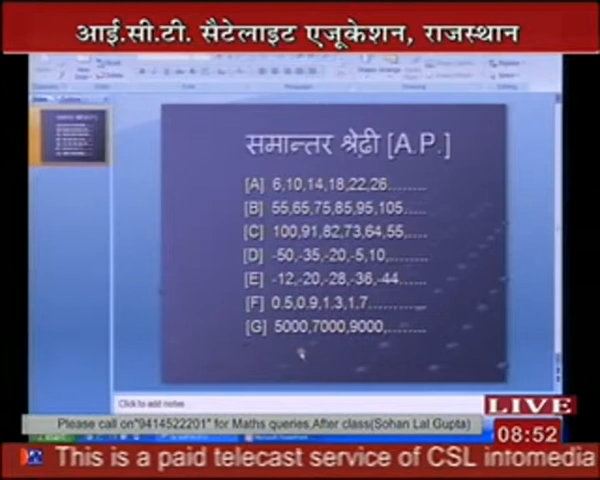 आई.सी.टी. सैटेलाइट एजूकेशन, राजस्थान
समान्तर श्रेढ़ी [A.P.]
[A] 6,10,14,18,22,26........
[B] 55,65,75,85,95,105.....
[C] 100,91,82,73,64,55,....
[D] -50,-35,-20,-5,10,........
[E] -12,-20,-28,-36,-44......
[F] 0.5,0.9,1.3,1.7............
[G] 5000,7000,9000,........
Click to add notes
LIVE
Please call on"9414522201" for Maths queries,After class(Sohan Lal Gupta)
08:52
This is a paid telecast service of CSL infomedia